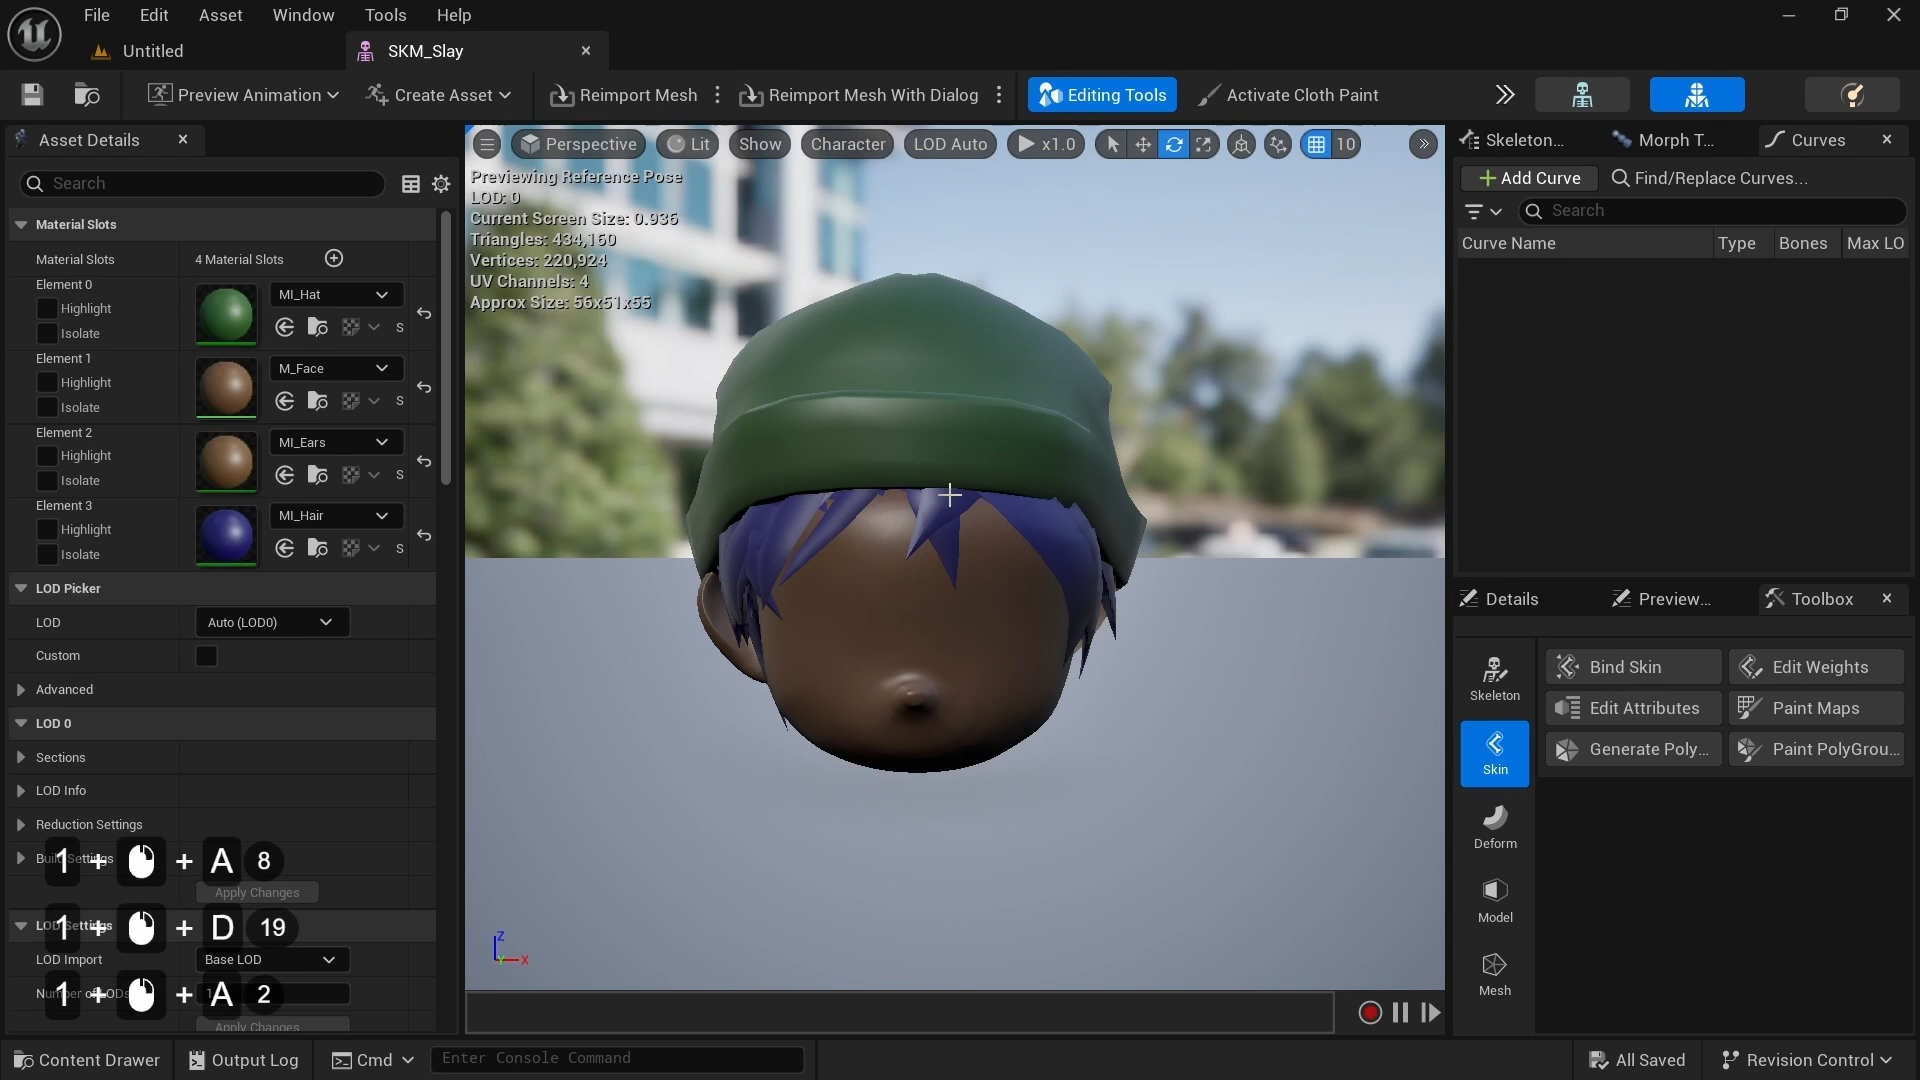 File Edit Asset Window Tools Help
Untitled
SKM_Slay
Preview Animation
Create Asset
Reimport Mesh
Reimport Mesh With Dialog
Editing Tools
Activate Cloth Paint
Asset Details
Search
Material Slots
Material Slots 4 Material Slots
Element 0
Highlight
Isolate
MI_Hat
S
Element 1
Highlight
Isolate
M_Face
S
Element 2
Highlight
Isolate
MI_Ears
S
Element 3
Highlight
Isolate
MI_Hair
S
LOD Picker
LOD Auto (LOD0)
Custom
Advanced
LOD 0
Sections
LOD Info
Reduction Settings
Build Settings
1 + + A 8
Apply Changes
LOD Settings
1 + + D 19
LOD Import Base LOD
Number of LODs
1 + + A 2
Apply Changes
Perspective Lit Show Character LOD Auto x1.0 10
Previewing Reference Pose
LOD: 0
Current Screen Size: 0.936
Triangles: 434,160
Vertices: 220,924
UV Channels: 4
Approx Size: 56x51x55
Z
Y
X
Skeleton...
Morph T...
Curves
Add Curve
Find/Replace Curves...
Search
Curve Name Type Bones Max LO
Details
Preview...
Toolbox
Skeleton
Skin
Deform
Model
Mesh
Bind Skin
Edit Weights
Edit Attributes
Paint Maps
Generate Poly...
Paint PolyGrou...
Content Drawer
Output Log
Cmd
Enter Console Command
All Saved
Revision Control